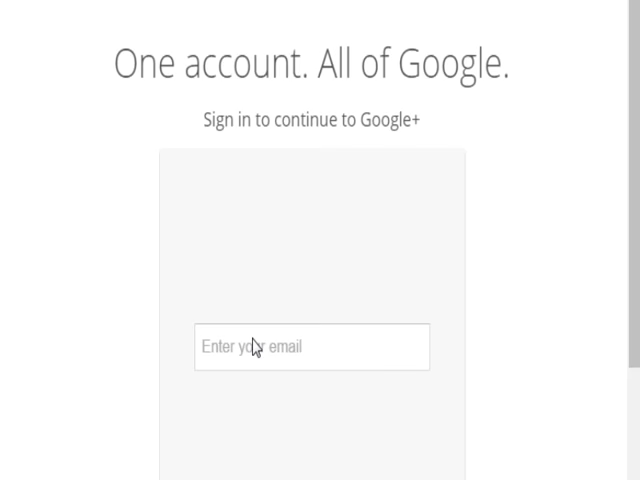 One account. All of Google.
Sign in to continue to Google+
Enter your email